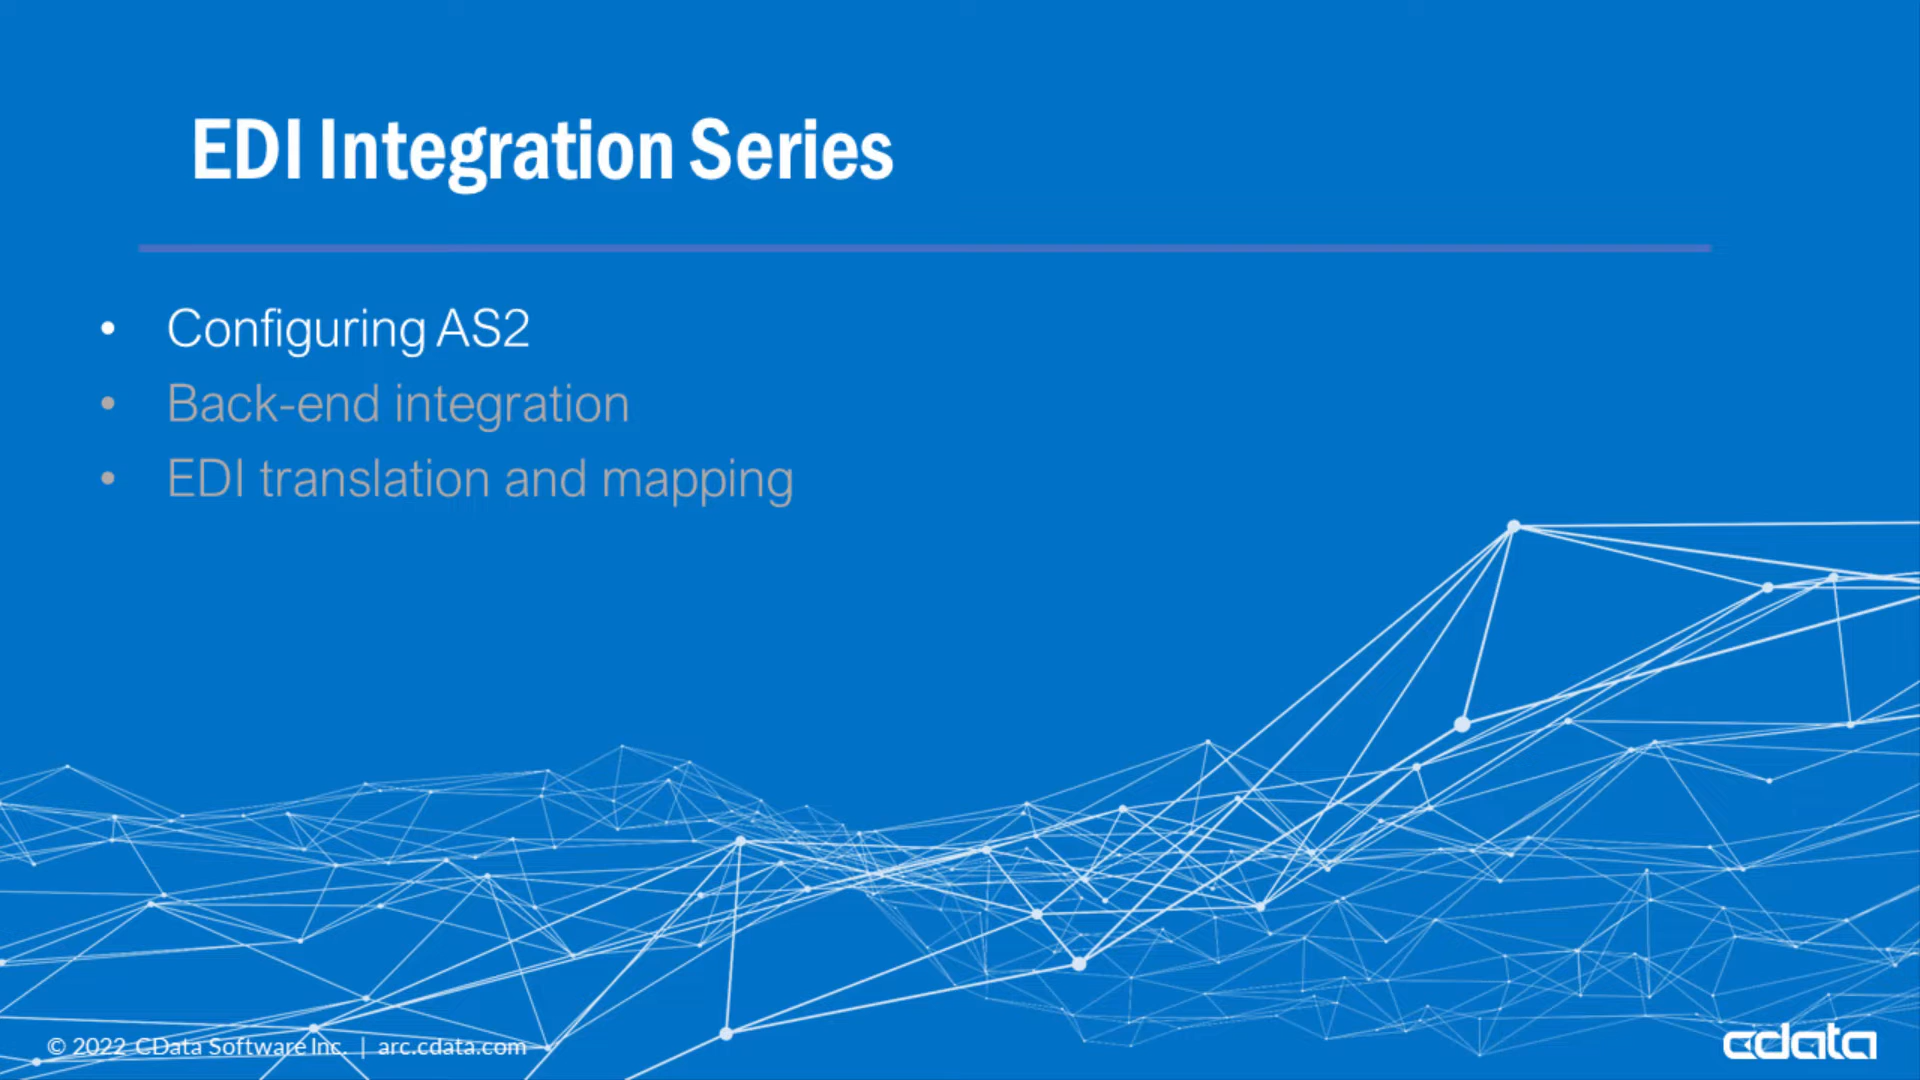 EDI Integration Series
• Configuring AS2
• Back-end integration
• EDI translation and mapping
© 2022 CData Software Inc. | arc.cdata.com
cdata